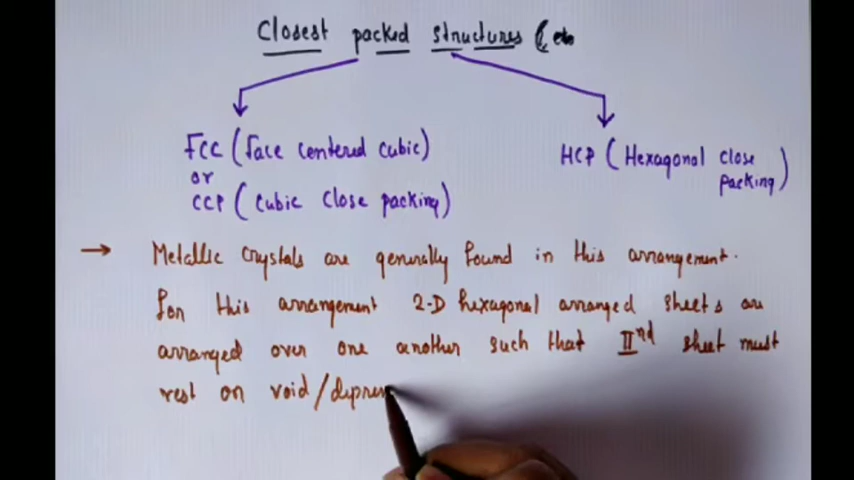 Closest packed structures (
FCC (face centered cubic)
or
CCP (cubic close packing)
HCP (Hexagonal close
packing)
→ Metallic crystals are generally found in this arrangement.
for this arrangement 2-D hexagonal arranged sheets are
arranged over one another such that IInd sheet must
rest on void/depres